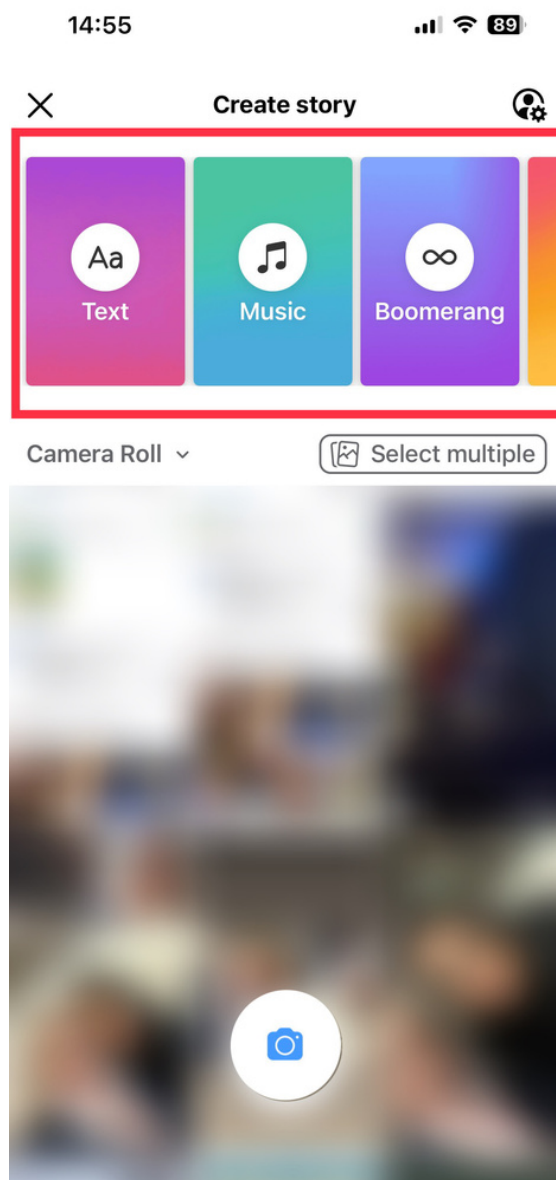 14:55
89
Create story
Aa
Text
Music
Boomerang
Camera Roll
Select multiple